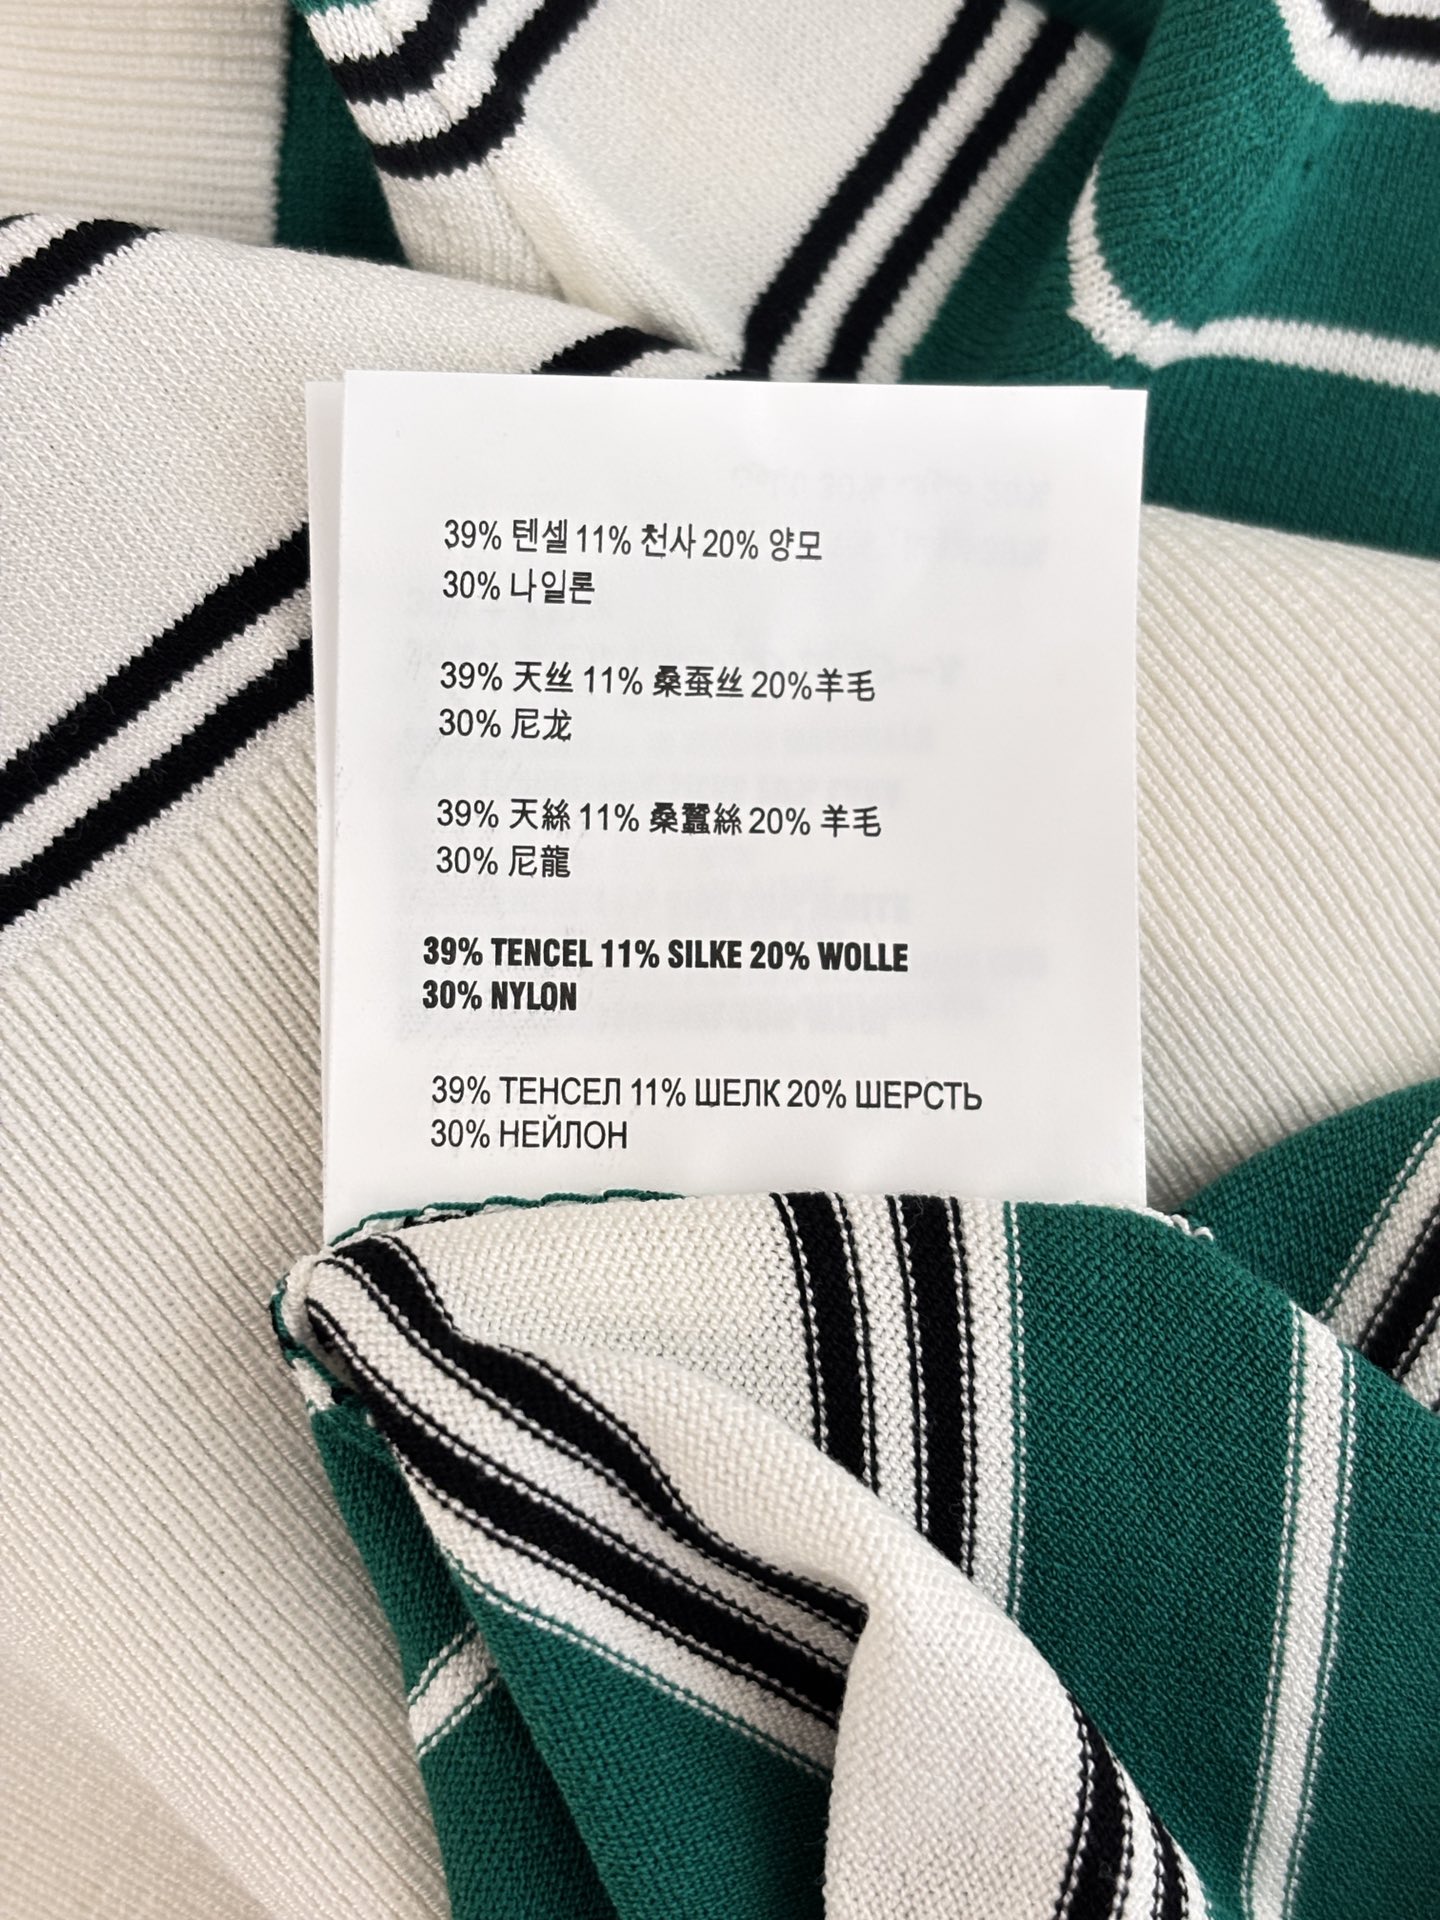 39% 텐셀 11% 천사 20% 양모
30% 나일론
39% 天丝 11% 桑蚕丝 20%羊毛
30% 尼龙
39% 天絲 11% 桑蠶絲 20% 羊毛
30% 尼龍
39% TENCEL 11% SILKE 20% WOLLE
30% NYLON
39% ТЕНСЕЛ 11% ШЕЛК 20% ШЕРСТЬ
30% НЕЙЛОН